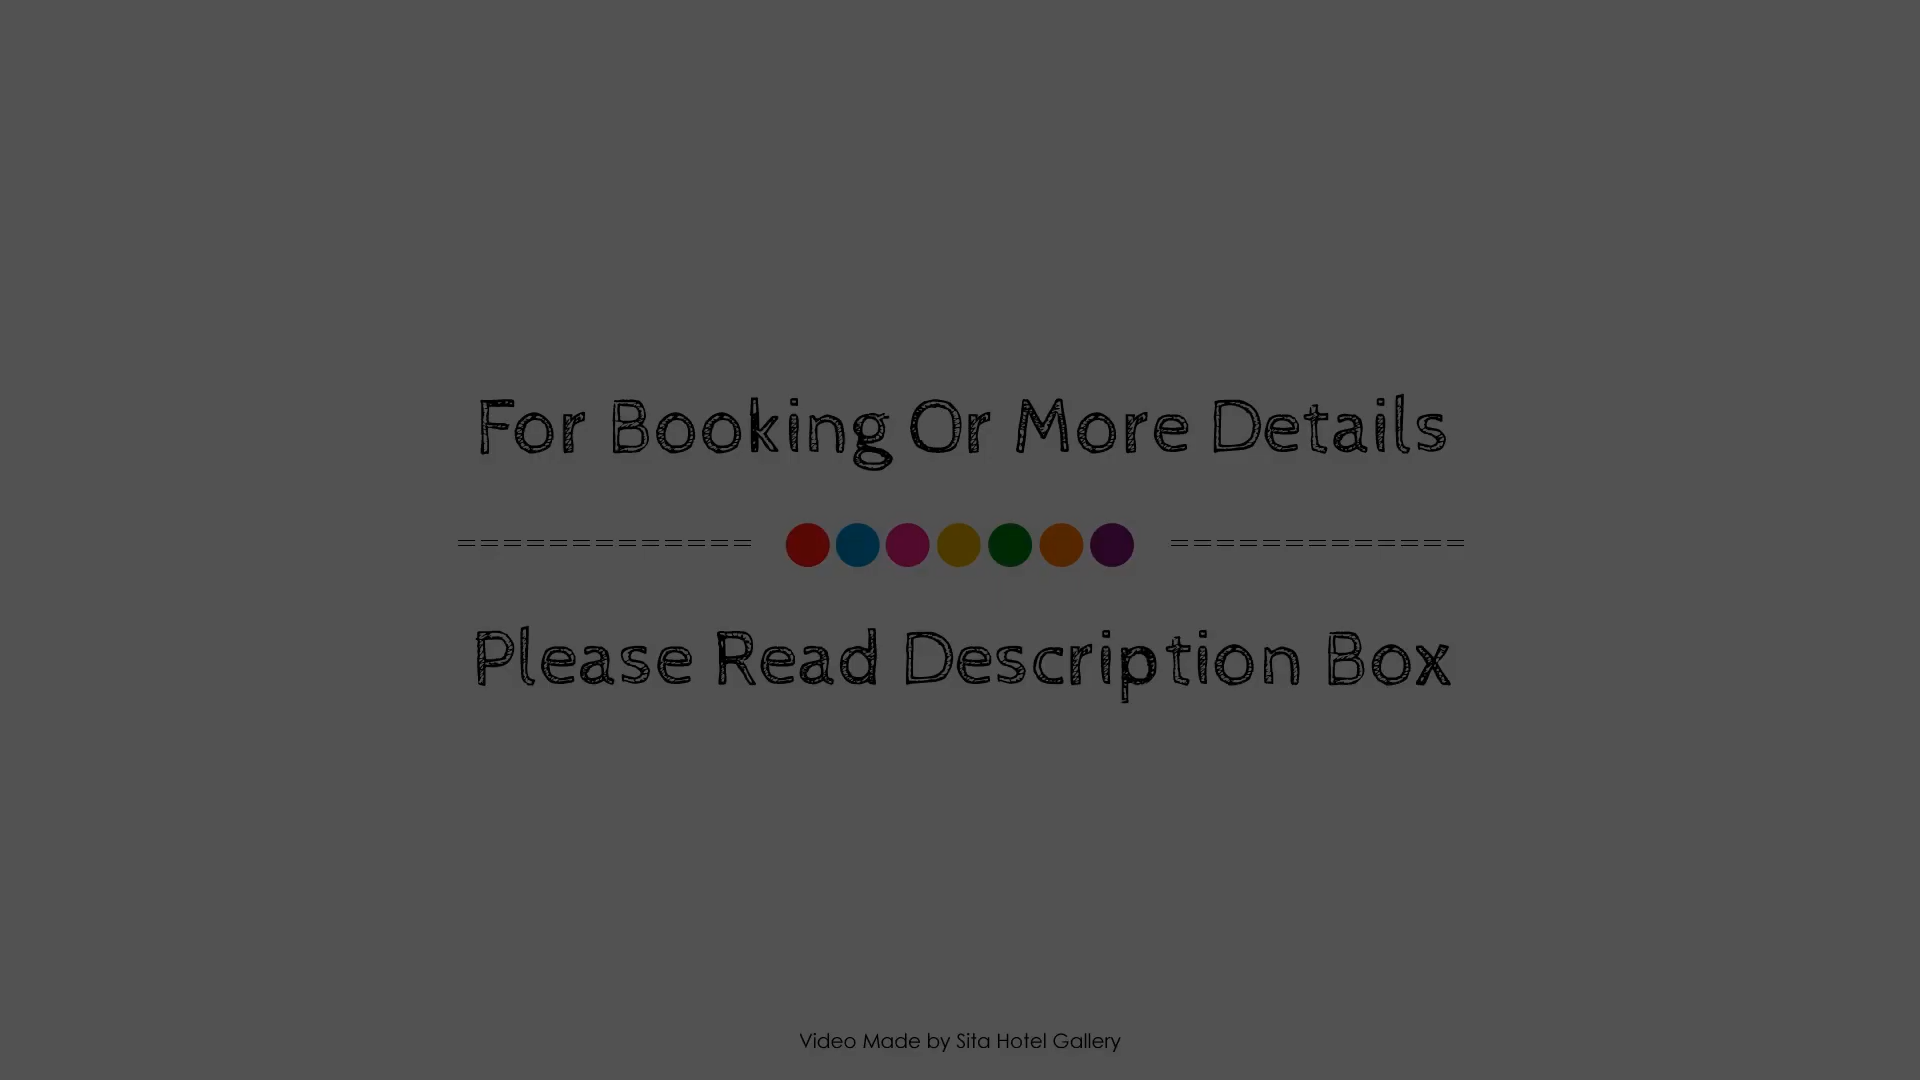 For Booking Or More Details
============= =============
Please Read Description Box
Video Made by Sita Hotel Gallery